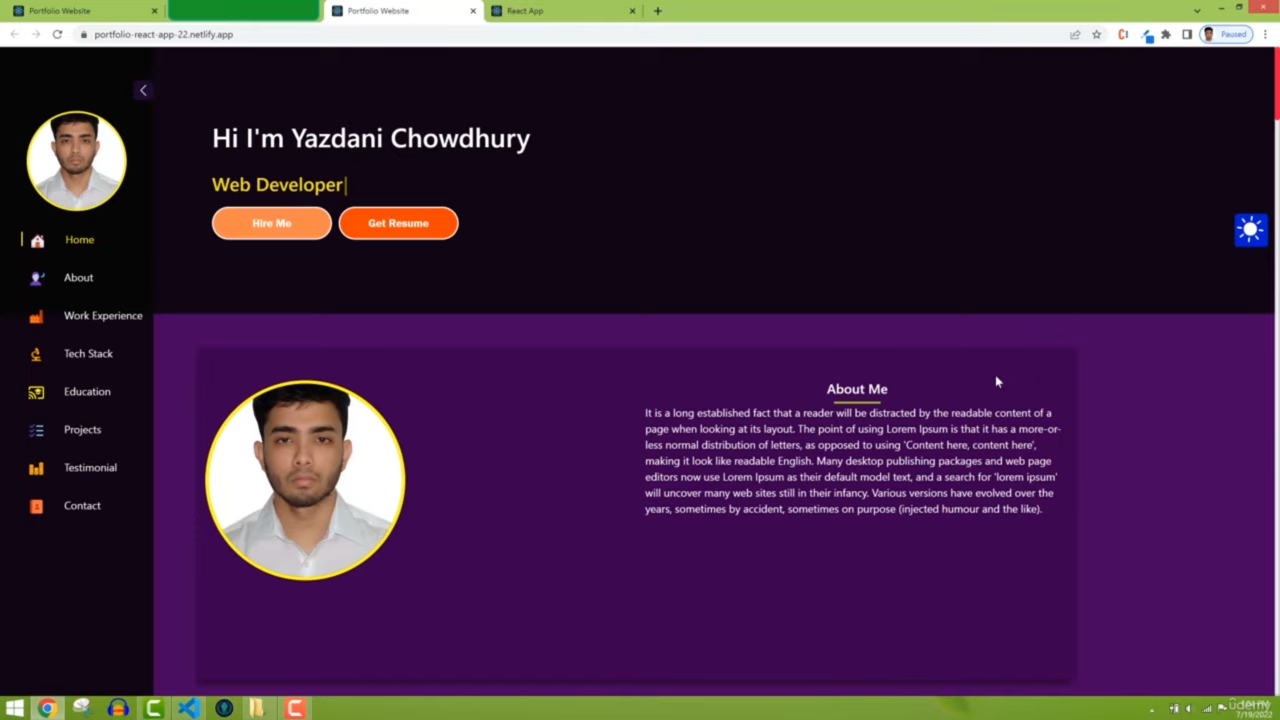 Portfolio Website
Portfolio Website
React App
portfolio-react-app-22.netlify.app
Paused
Hi I'm Yazdani Chowdhury
Web Developer
Hire Me
Get Resume
Home
About
Work Experience
Tech Stack
Education
Projects
Testimonial
Contact
About Me
It is a long established fact that a reader will be distracted by the readable content of a
page when looking at its layout. The point of using Lorem Ipsum is that it has a more-or-
less normal distribution of letters, as opposed to using 'Content here, content here',
making it look like readable English. Many desktop publishing packages and web page
editors now use Lorem Ipsum as their default model text, and a search for 'lorem ipsum'
will uncover many web sites still in their infancy. Various versions have evolved over the
years, sometimes by accident, sometimes on purpose (injected humour and the like).
udemy
7/19/2022